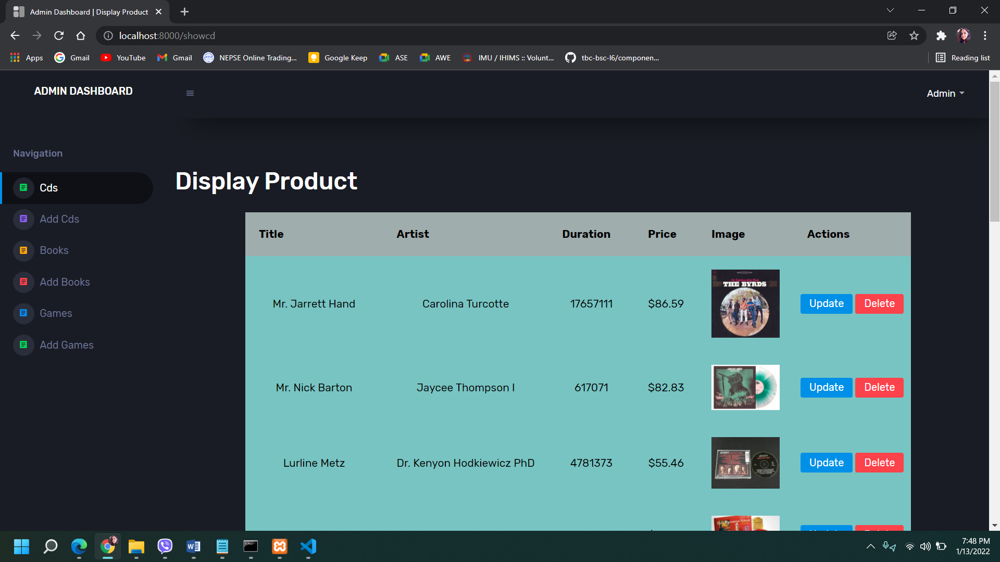 Admin Dashboard | Display Product
localhost:8000/showcd
Apps
Gmail
YouTube
Gmail
NEPSE Online Trading...
Google Keep
ASE
AWE
IMU / IHIMS :: Volunt...
tbc-bsc-l6/componen...
Reading list
ADMIN DASHBOARD
Admin
Navigation
Cds
Add Cds
Books
Add Books
Games
Add Games
Display Product
Title Artist Duration Price Image Actions
THE BYRDS
Mr. Jarrett Hand Carolina Turcotte 17657111 $86.59 Update Delete
Mr. Nick Barton Jaycee Thompson I 617071 $82.83 Update Delete
Lurline Metz Dr. Kenyon Hodkiewicz PhD 4781373 $55.46 Update Delete
7:48 PM
1/13/2022